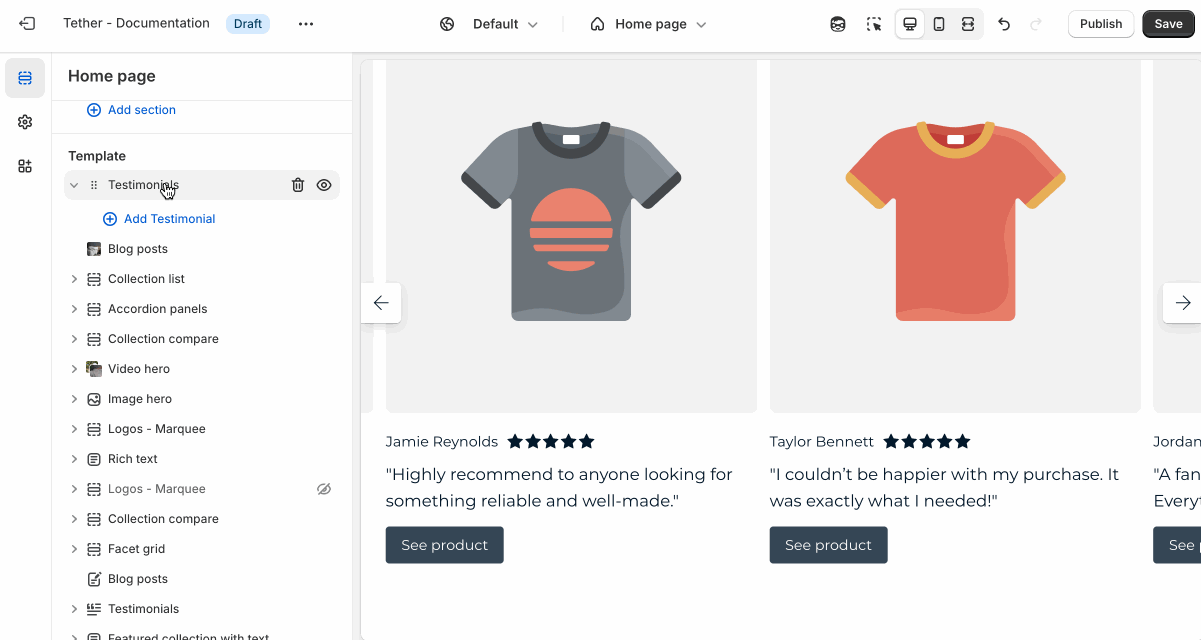 Tether - Documentation
Draft
Default
Home page
Publish
Save
Home page
Add section
Template
Testimonials
Add Testimonial
Blog posts
Collection list
Accordion panels
Collection compare
Video hero
Image hero
Logos - Marquee
Rich text
Logos - Marquee
Collection compare
Facet grid
Blog posts
Testimonials
Featured collection with text
Jamie Reynolds
"Highly recommend to anyone looking for
something reliable and well-made."
See product
Taylor Bennett
"I couldn’t be happier with my purchase. It
was exactly what I needed!"
See product
Jordan
"A fan
See